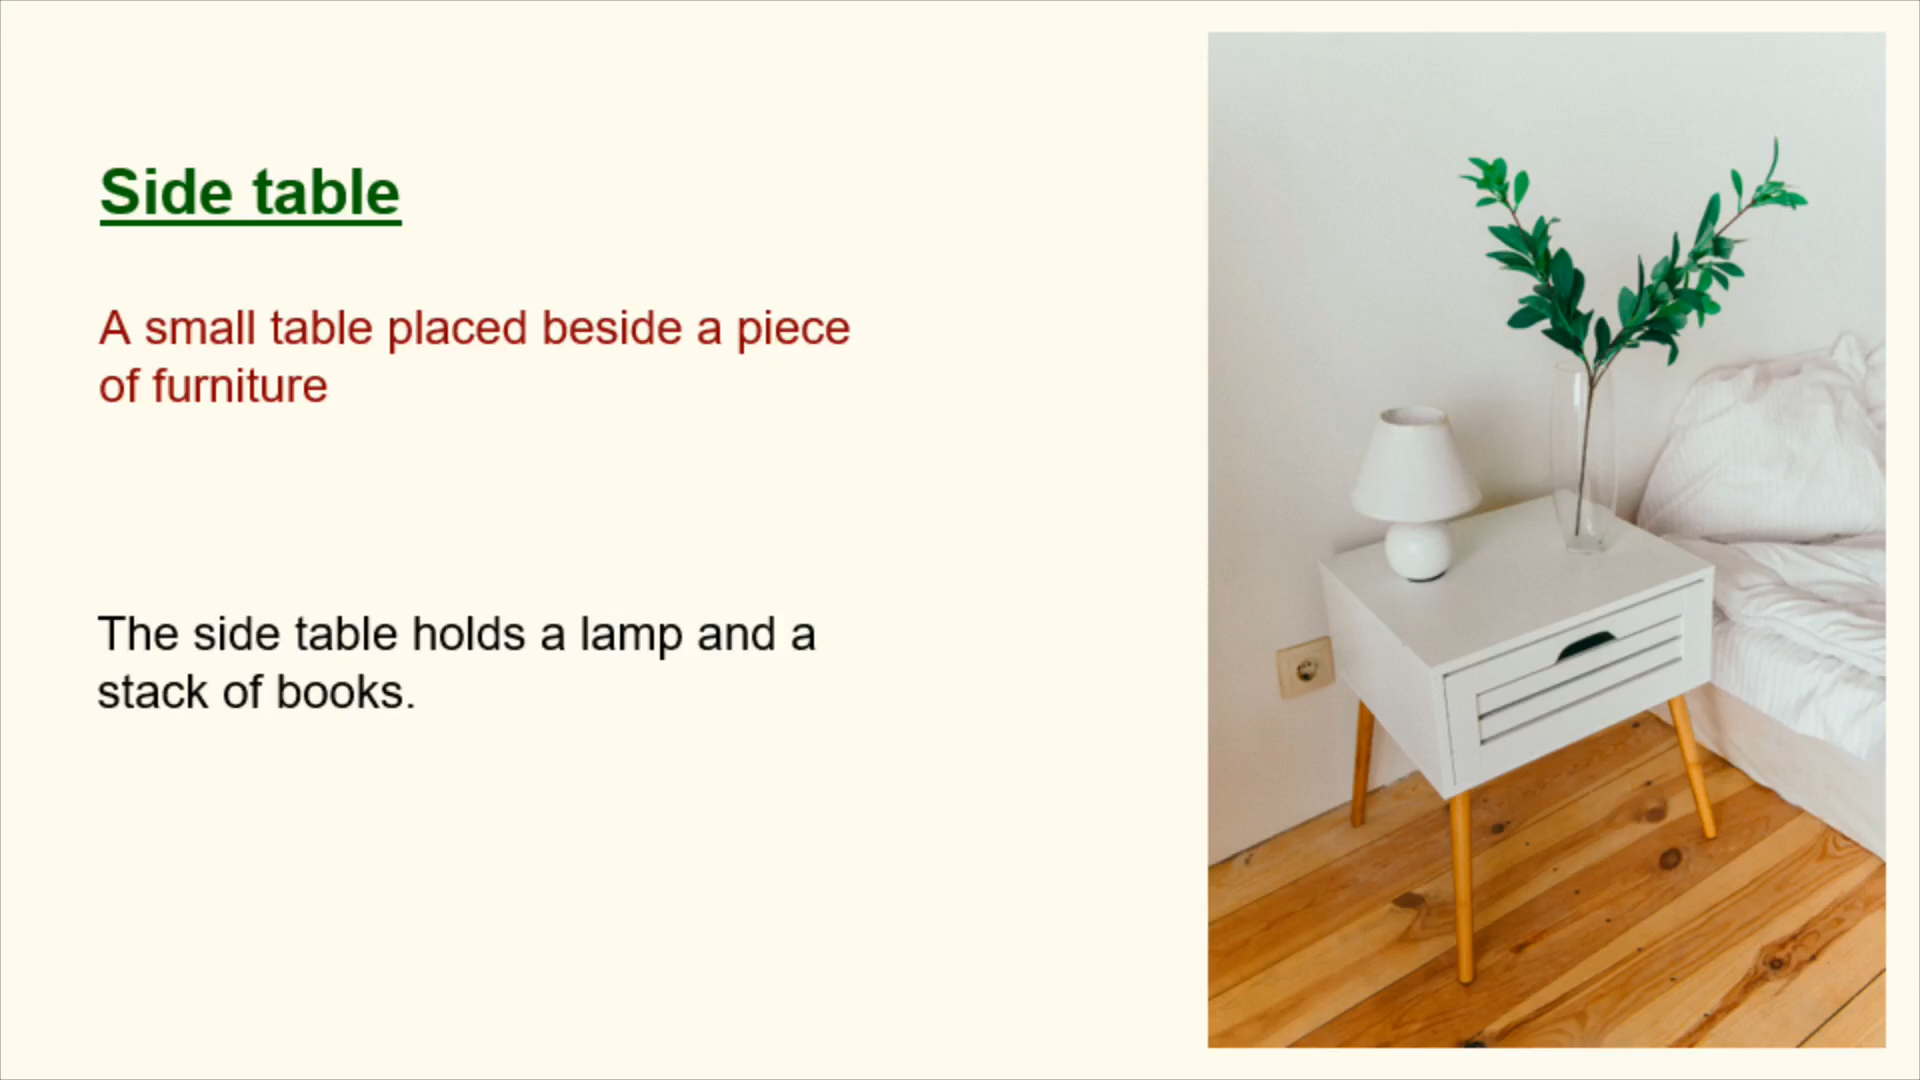 Side table
A small table placed beside a piece
of furniture
The side table holds a lamp and a
stack of books.